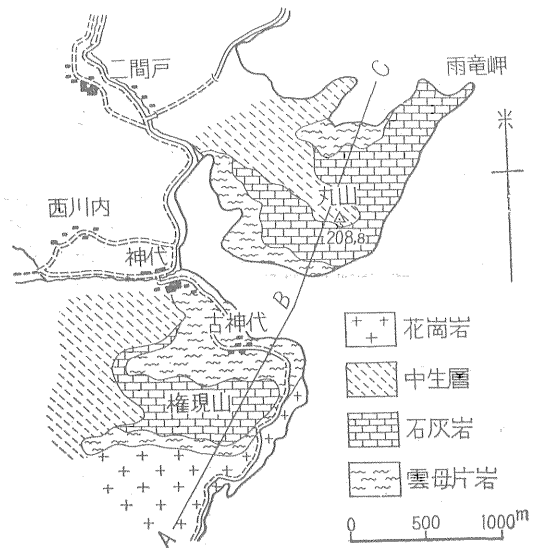 二間戸
雨竜岬
C
米
丹山
208,8
西川内
神代
B
古神代
権現山
A
花崗岩
中生層
石灰岩
雲母片岩
0 500 1000m